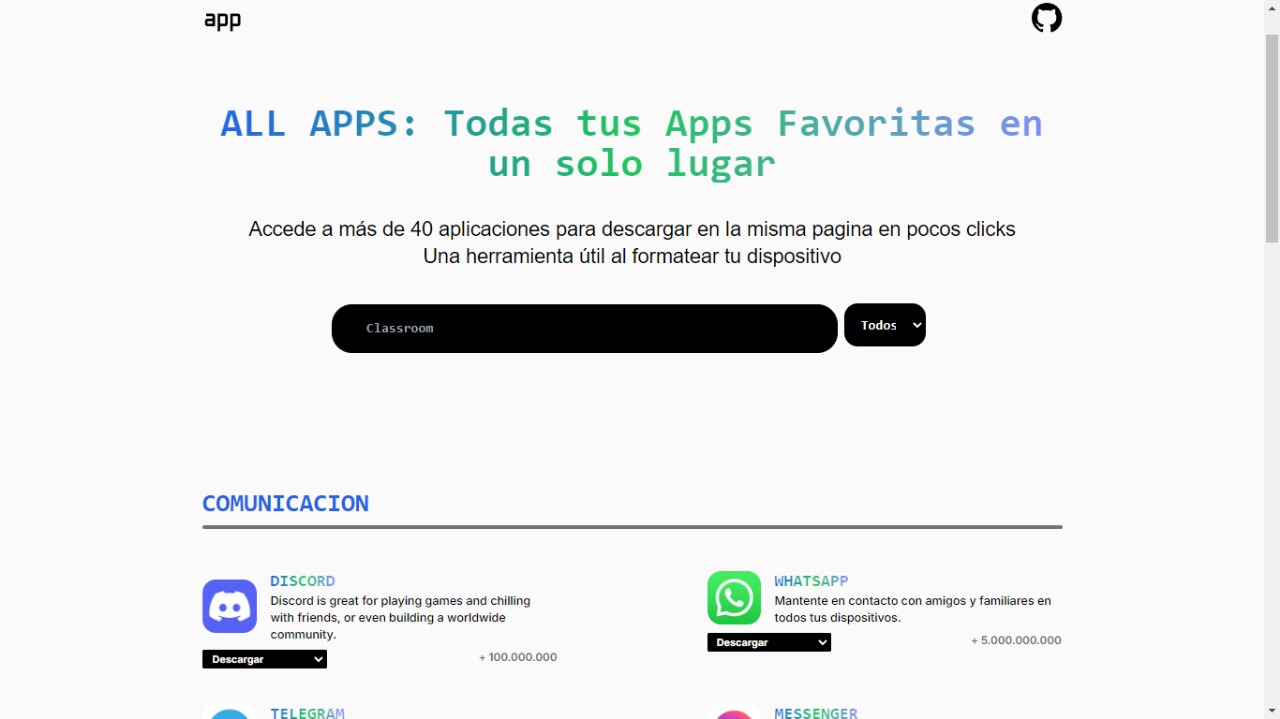 app
ALL APPS: Todas tus Apps Favoritas en
un solo lugar
Accede a más de 40 aplicaciones para descargar en la misma pagina en pocos clicks
Una herramienta útil al formatear tu dispositivo
Classroom
Todos
COMUNICACION
DISCORD
Discord is great for playing games and chilling
with friends, or even building a worldwide
community.
Descargar
+ 100.000.000
WHATSAPP
Mantente en contacto con amigos y familiares en
todos tus dispositivos.
Descargar
+ 5.000.000.000
TELEGRAM
MESSENGER